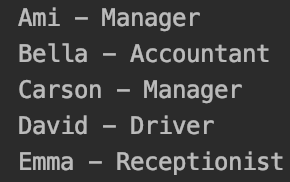 Ami – Manager
Bella – Accountant
Carson – Manager
David – Driver
Emma – Receptionist